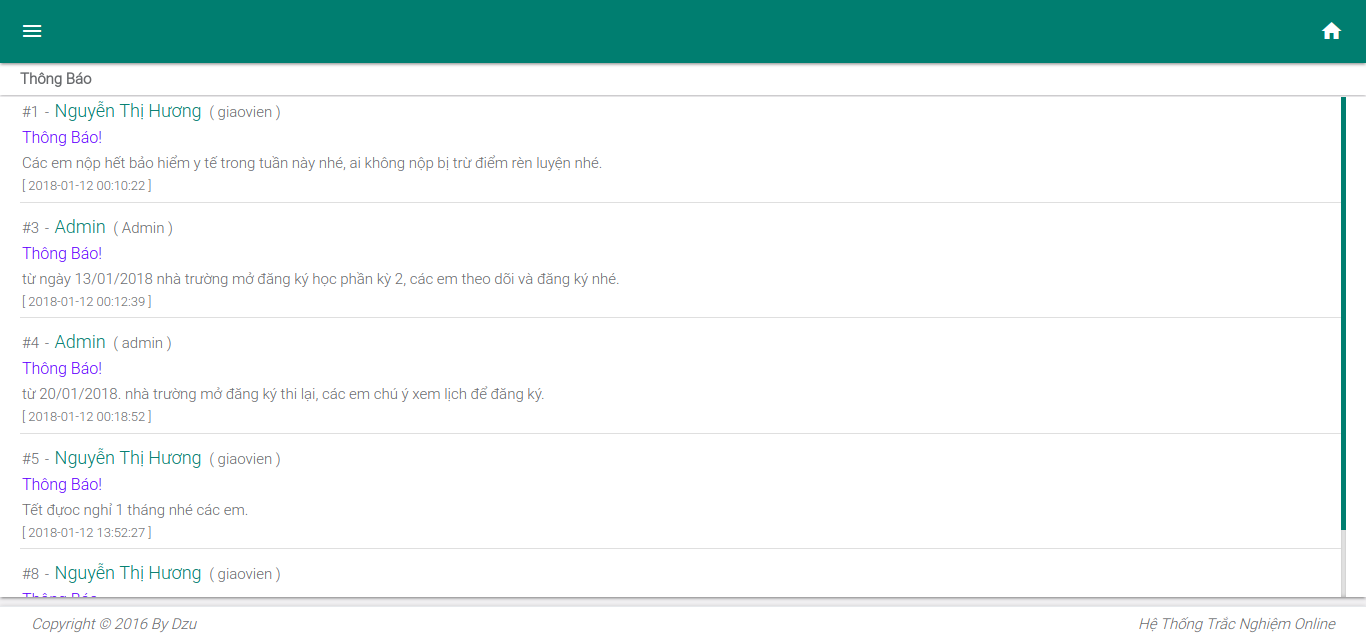 Thông Báo
#1 - Nguyễn Thị Hương ( giaovien )
Thông Báo!
Các em nộp hết bảo hiểm y tế trong tuần này nhé, ai không nộp bị trừ điểm rèn luyện nhé.
[ 2018-01-12 00:10:22 ]
#3 - Admin ( Admin )
Thông Báo!
từ ngày 13/01/2018 nhà trường mở đăng ký học phần kỳ 2, các em theo dõi và đăng ký nhé.
[ 2018-01-12 00:12:39 ]
#4 - Admin ( admin )
Thông Báo!
từ 20/01/2018. nhà trường mở đăng ký thi lại, các em chú ý xem lịch để đăng ký.
[ 2018-01-12 00:18:52 ]
#5 - Nguyễn Thị Hương ( giaovien )
Thông Báo!
Tết đựoc nghỉ 1 tháng nhé các em.
[ 2018-01-12 13:52:27 ]
#8 - Nguyễn Thị Hương ( giaovien )
Thông Báo
Copyright © 2016 By Dzu
Hệ Thống Trắc Nghiệm Online